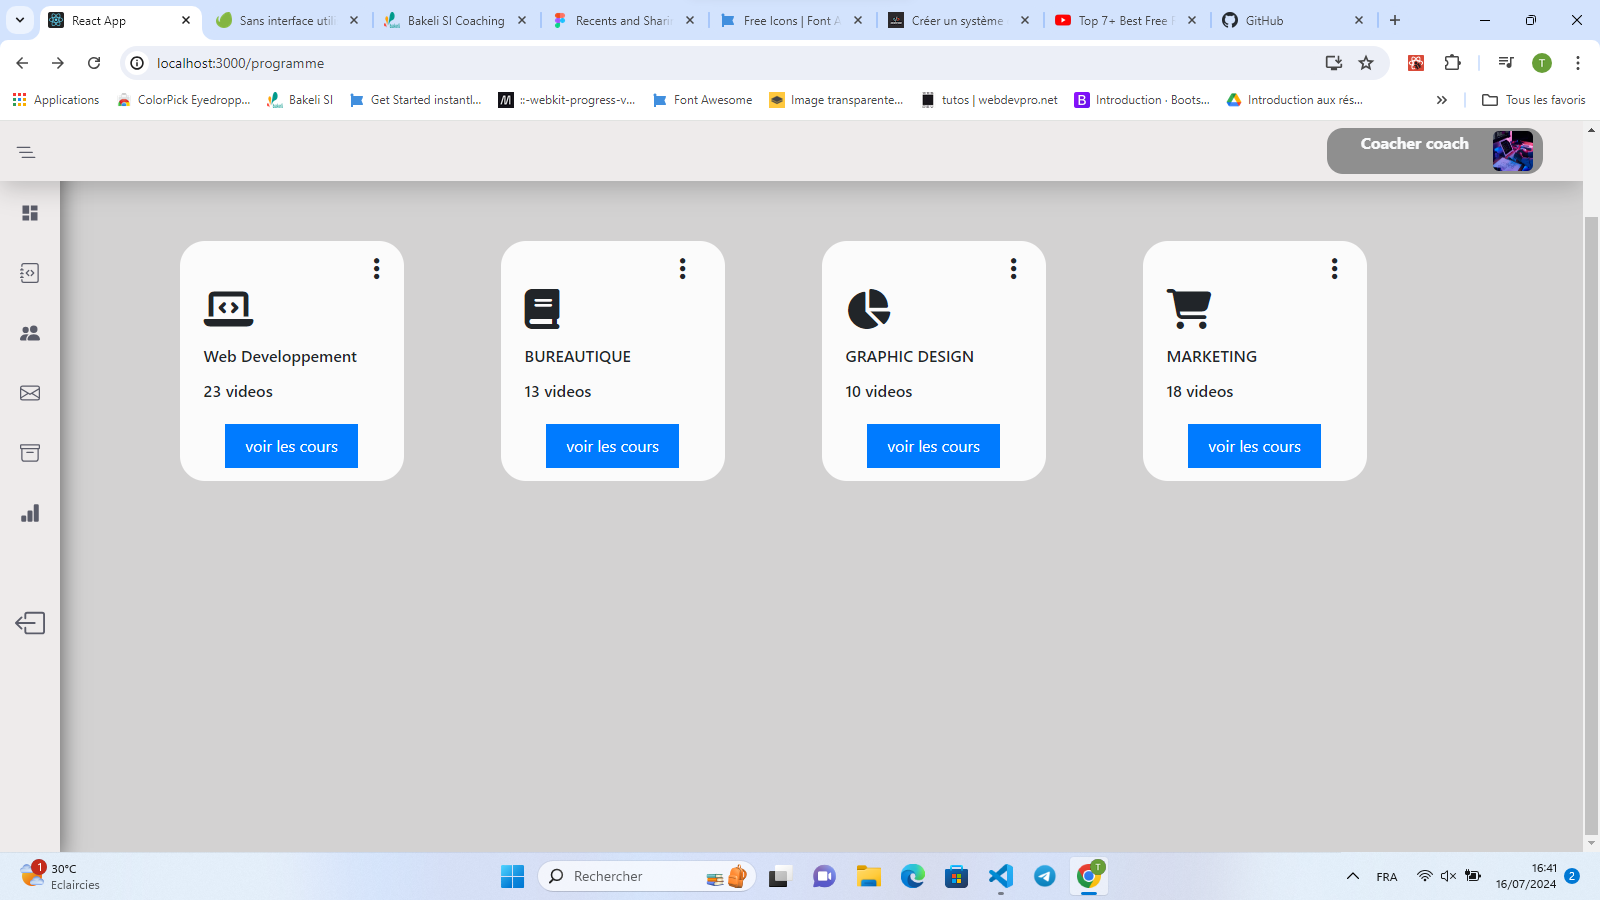 React App
Sans interface utili
Bakeli SI Coaching
Recents and Sharin
Free Icons | Font A
Créer un système
Top 7+ Best Free
GitHub
localhost:3000/programme
T
Applications
ColorPick Eyedropp...
Bakeli SI
Get Started instantl...
::-webkit-progress-v...
Font Awesome
Image transparente...
tutos | webdevpro.net
Introduction · Boots...
Introduction aux rés...
Tous les favoris
Coacher coach
Web Developpement
23 videos
voir les cours
BUREAUTIQUE
13 videos
voir les cours
GRAPHIC DESIGN
10 videos
voir les cours
MARKETING
18 videos
voir les cours
1
30°C
Eclaircies
Rechercher
T
FRA
16:41
16/07/2024
2